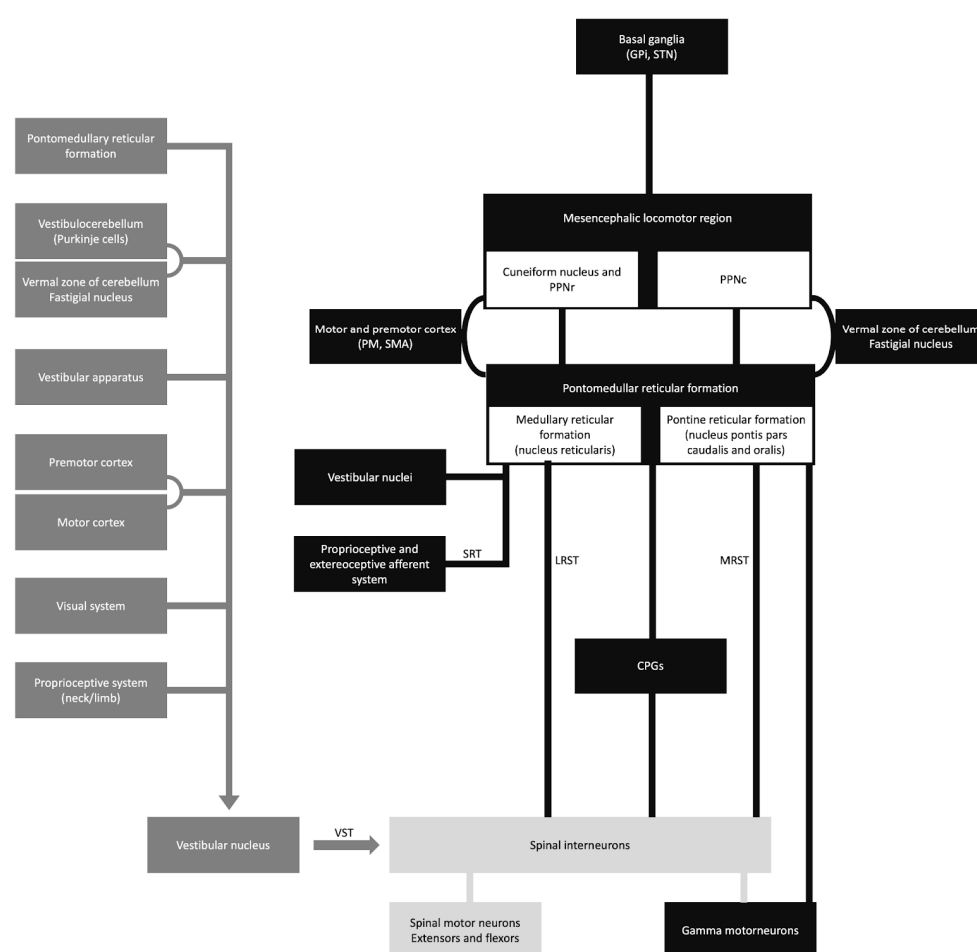 Basal ganglia
(GPi, STN)
Pontomedullary reticular
formation
Vestibulocerebellum
(Purkinje cells)
Vermal zone of cerebellum
Fastigial nucleus
Vestibular apparatus
Premotor cortex
Motor cortex
Visual system
Proprioceptive system
(neck/limb)
Vestibular nucleus
VST
Mesencephalic locomotor region
Cuneiform nucleus and
PPNr
PPNc
Motor and premotor cortex
(PM, SMA)
Vermal zone of cerebellum
Fastigial nucleus
Pontomedullar reticular formation
Medullary reticular
formation
(nucleus reticularis)
Pontine reticular formation
(nucleus pontis pars
caudalis and oralis)
Vestibular nuclei
Proprioceptive and
extereoceptive afferent
system
SRT
LRST
MRST
CPGs
Spinal interneurons
Spinal motor neurons
Extensors and flexors
Gamma motorneurons